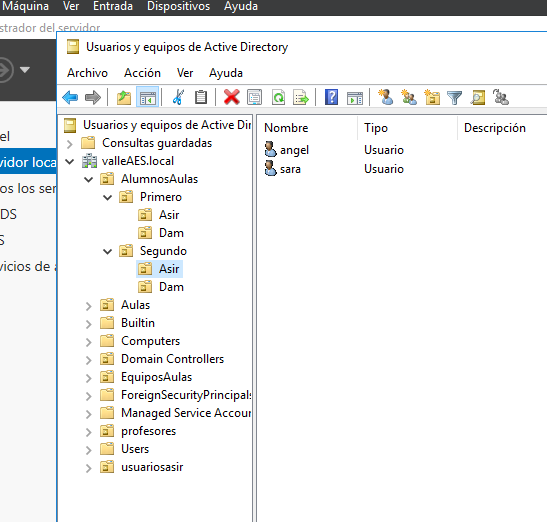 Máquina Ver Entrada Dispositivos Ayuda
strador del servidor
Usuarios y equipos de Active Directory
Archivo Acción Ver Ayuda
Usuarios y equipos de Active Dir
Nombre Tipo Descripción
Consultas guardadas
angel Usuario
el
valleAES.local
vidor loca
sara Usuario
AlumnosAulas
os los ser
Primero
DS
Asir
Dam
S
Segundo
vicios de a
Asir
Dam
Aulas
Builtin
Computers
Domain Controllers
EquiposAulas
ForeignSecurityPrincipals
Managed Service Accour
profesores
Users
usuariosasir